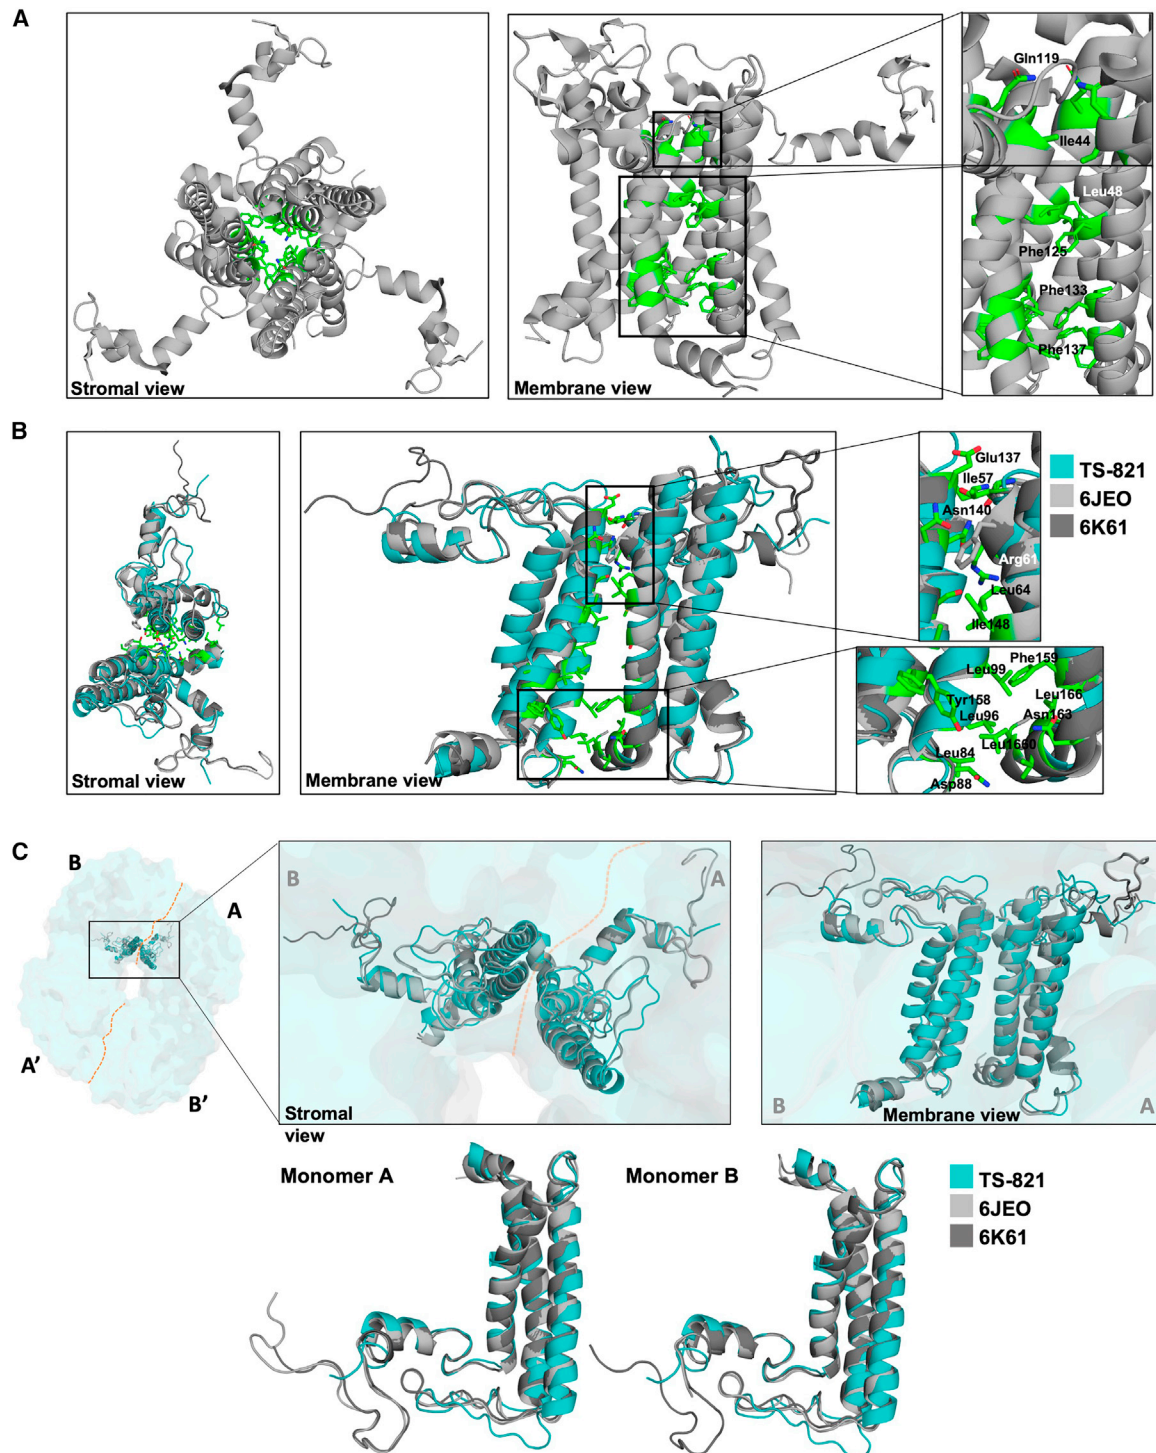 A
Stromal view
Membrane view
Gln119
Ile44
Leu48
Phe125
Phe133
Phe137
B
Stromal view
Membrane view
Glu137
Ile57
Asn140
Arg61
Leu64
Ile148
TS-821
6JEO
6K61
Leu99
Phe159
Tyr158
Leu166
Leu96
Asn163
Leu1660
Leu84
Asp88
C
B
A
A'
B'
B
A
Stromal
view
B
Membrane view
A
Monomer A
Monomer B
TS-821
6JEO
6K61